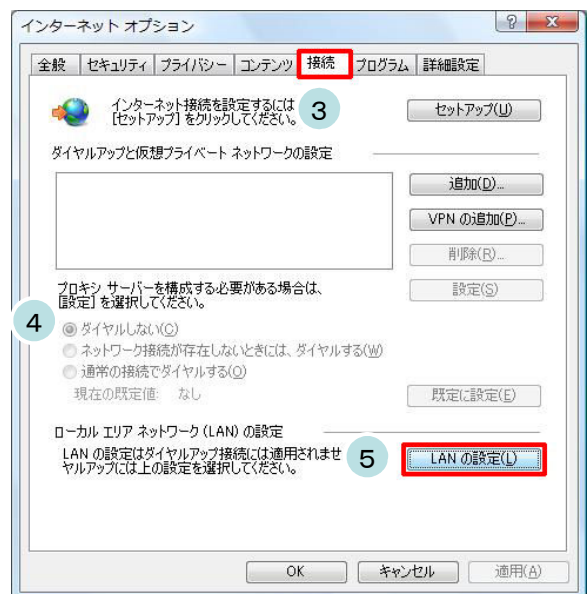 インターネット オプション
全般 セキュリティ プライバシー コンテンツ 接続 プログラム 詳細設定
インターネット接続を設定するには
[セットアップ] をクリックしてください。
3
セットアップ(U)
ダイヤルアップと仮想プライベート ネットワークの設定
追加(D)...
VPN の追加(P)...
削除(R)...
プロキシ サーバーを構成する必要がある場合は、
[設定] を選択してください。
設定(S)
4
ダイヤルしない(C)
ネットワーク接続が存在しないときには、ダイヤルする(W)
通常の接続でダイヤルする(O)
現在の既定値: なし
既定に設定(E)
ローカル エリア ネットワーク (LAN) の設定
LAN の設定はダイヤルアップ接続には適用されませ
ヤルアップには上の設定を選択してください。
5
LAN の設定(L)
OK キャンセル 適用(A)